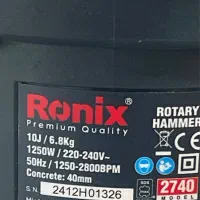 Ronix
Premium Quality
ROTARY
HAMMER
10J / 6.8Kg
1250W / 220-240V~
50Hz / 1250-2800BPM
Concrete: 40mm
S.N. 2412H01326
SDS
2740
MODEL